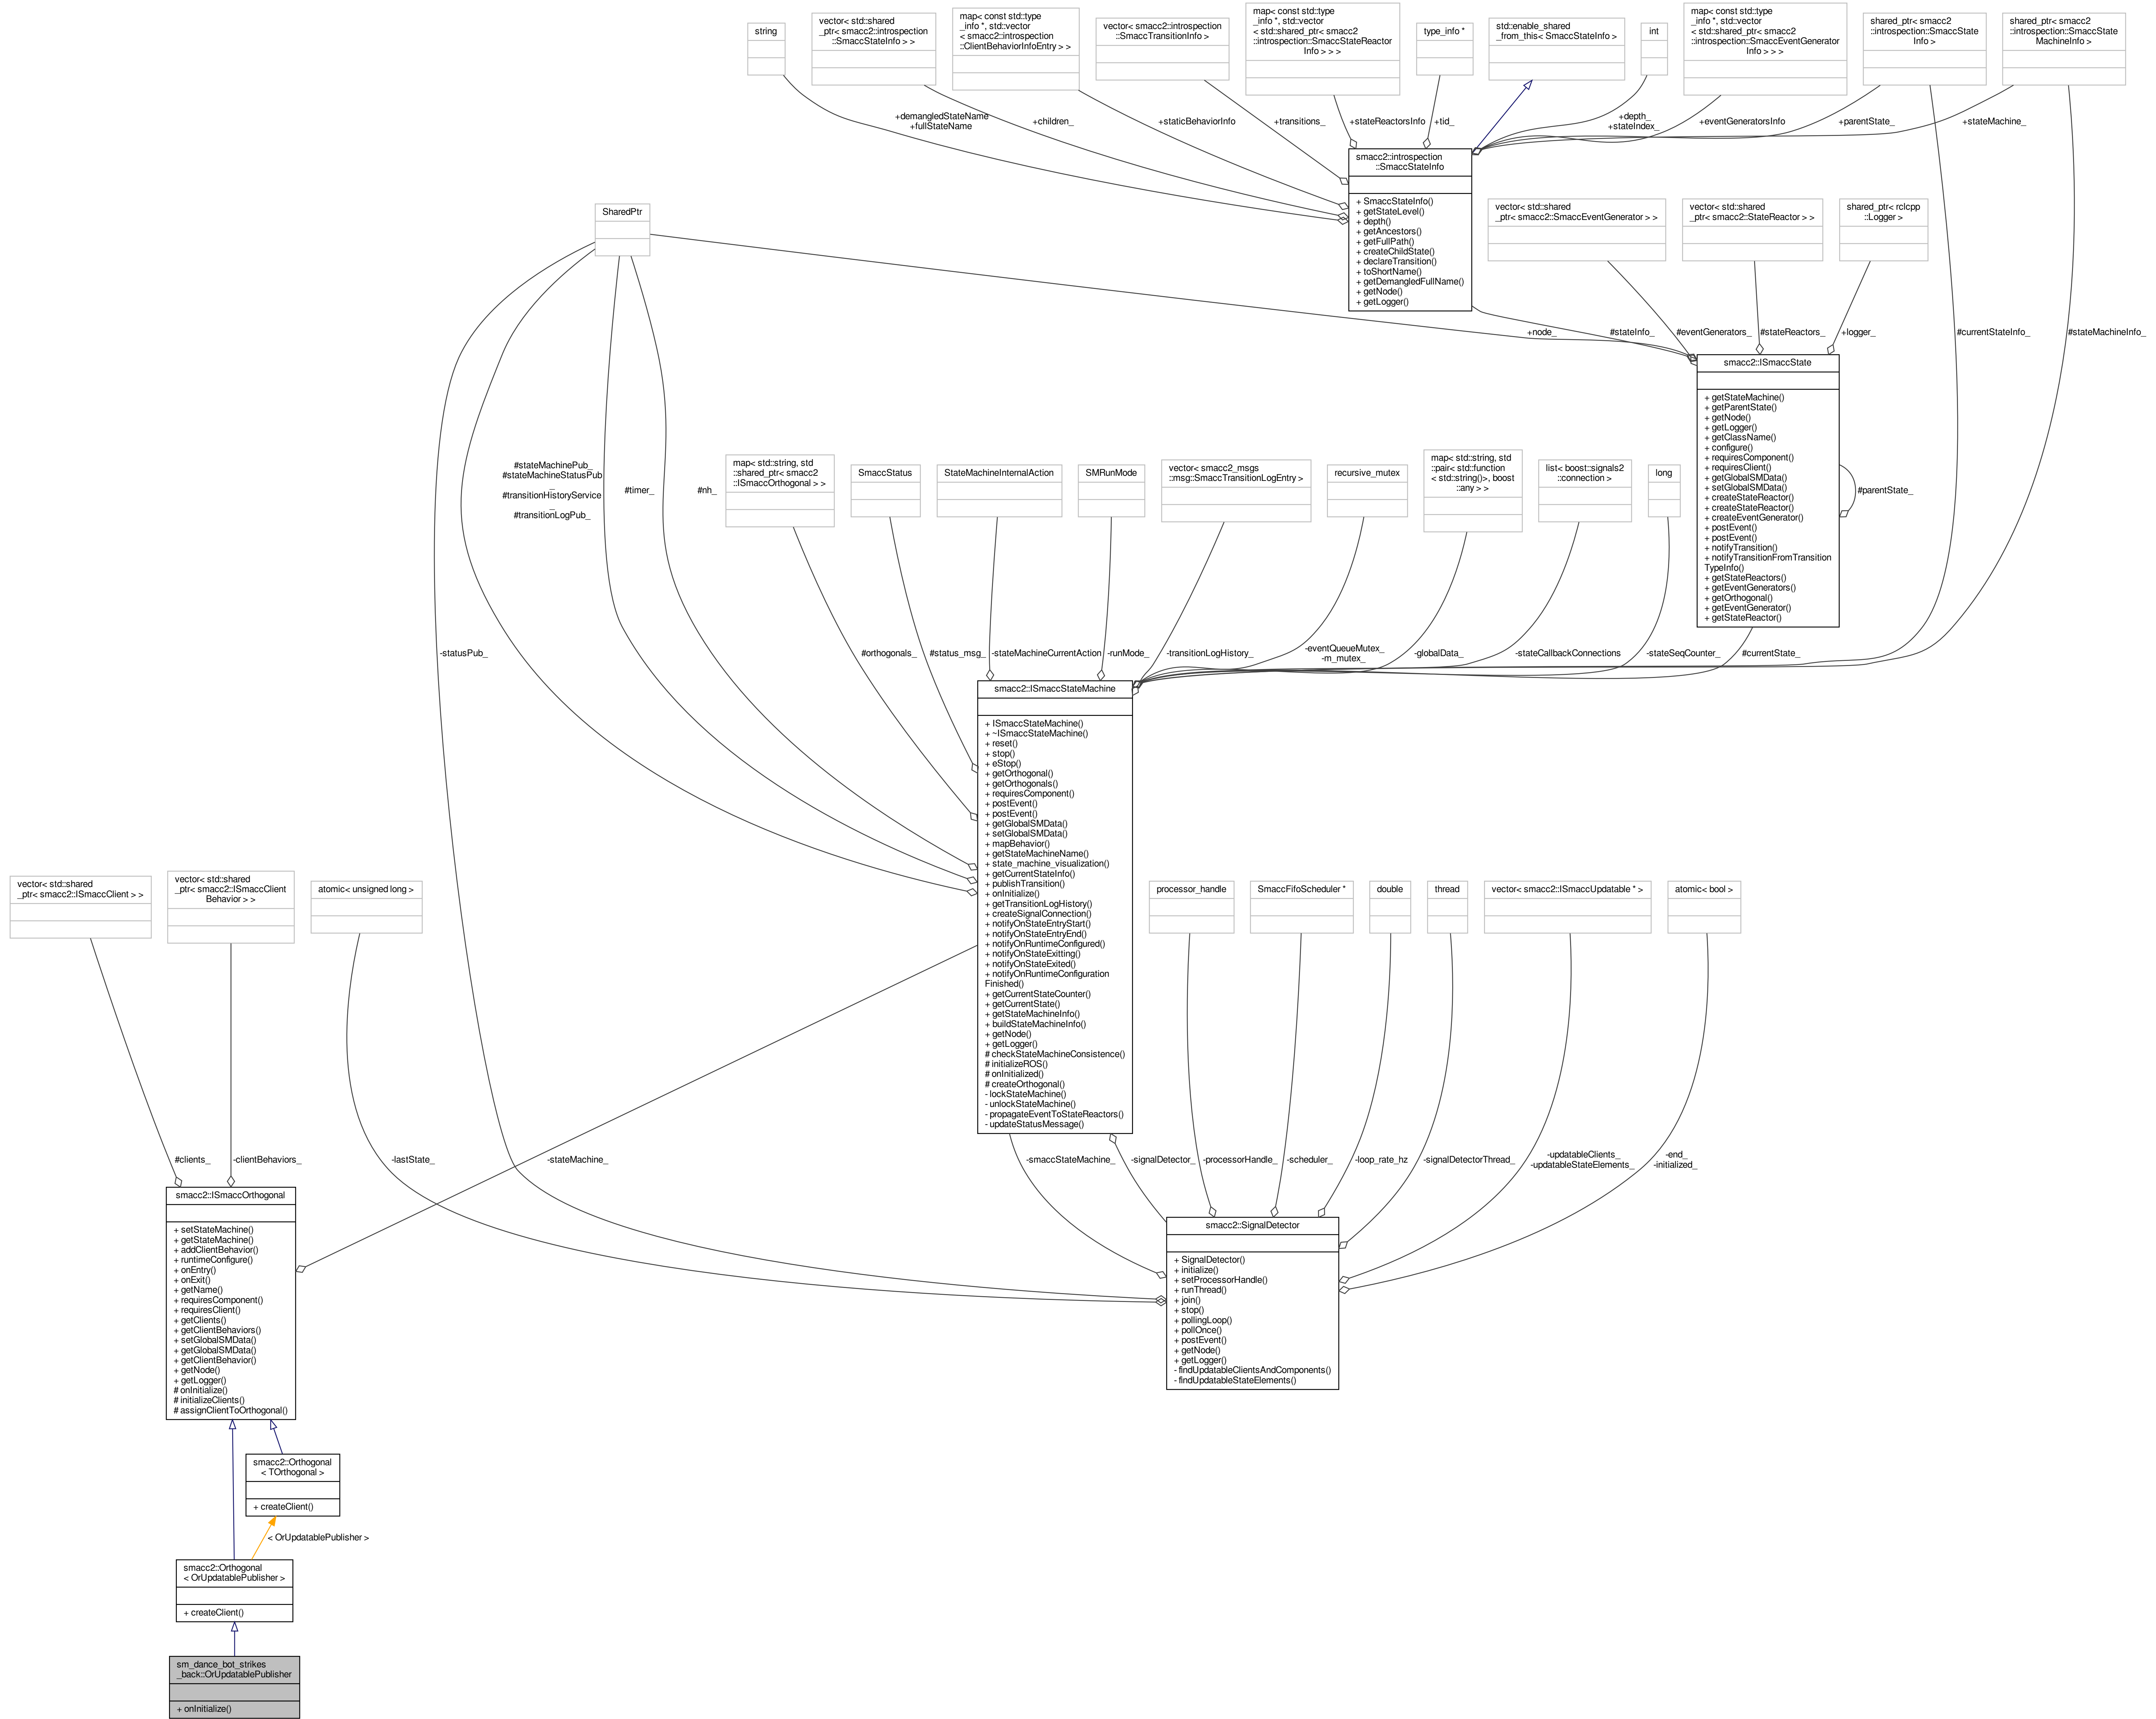 string
vector< std::shared
_ptr< smacc2::introspection
::SmaccStateInfo > >
map< const std::type
_info *, std::vector
< smacc2::introspection
::ClientBehaviorInfoEntry > >
vector< smacc2::introspection
::SmaccTransitionInfo >
map< const std::type
_info *, std::vector
< std::shared_ptr< smacc2
::introspection::SmaccStateReactor
Info > > >
type_info *
std::enable_shared
_from_this< SmaccStateInfo >
int
map< const std::type
_info *, std::vector
< std::shared_ptr< smacc2
::introspection::SmaccEventGenerator
Info > > >
shared_ptr< smacc2
::introspection::SmaccState
Info >
shared_ptr< smacc2
::introspection::SmaccState
MachineInfo >
+demangledStateName
+fullStateName
+children_
+staticBehaviorInfo
+transitions_
+stateReactorsInfo
+tid_
+depth_
+stateIndex_
+eventGeneratorsInfo
+parentState_
+stateMachine_
smacc2::introspection
::SmaccStateInfo
+ SmaccStateInfo()
+ getStateLevel()
+ depth()
+ getAncestors()
+ getFullPath()
+ createChildState()
+ declareTransition()
+ toShortName()
+ getDemangledFullName()
+ getNode()
+ getLogger()
SharedPtr
vector< std::shared
_ptr< smacc2::SmaccEventGenerator > >
vector< std::shared
_ptr< smacc2::StateReactor > >
shared_ptr< rclcpp
::Logger >
+node_
#stateInfo_
#eventGenerators_
#stateReactors_
+logger_
#currentStateInfo_
#stateMachineInfo_
smacc2::ISmaccState
+ getStateMachine()
+ getParentState()
+ getNode()
+ getLogger()
+ getClassName()
+ configure()
+ requiresComponent()
+ requiresClient()
+ getGlobalSMData()
+ setGlobalSMData()
+ createStateReactor()
+ createStateReactor()
+ createEventGenerator()
+ postEvent()
+ postEvent()
+ notifyTransition()
+ notifyTransitionFromTransition
TypeInfo()
+ getStateReactors()
+ getEventGenerators()
+ getOrthogonal()
+ getEventGenerator()
+ getStateReactor()
#parentState_
#stateMachinePub_
#stateMachineStatusPub
_
#transitionHistoryService
_
#transitionLogPub_
#timer_
#nh_
map< std::string, std
::shared_ptr< smacc2
::ISmaccOrthogonal > >
SmaccStatus
StateMachineInternalAction
SMRunMode
vector< smacc2_msgs
::msg::SmaccTransitionLogEntry >
recursive_mutex
map< std::string, std
::pair< std::function
< std::string()>, boost
::any > >
list< boost::signals2
::connection >
long
-statusPub_
#orthogonals_
#status_msg_
-stateMachineCurrentAction
-runMode_
-transitionLogHistory_
-eventQueueMutex_
-m_mutex_
-globalData_
-stateCallbackConnections
-stateSeqCounter_
#currentState_
smacc2::ISmaccStateMachine
+ ISmaccStateMachine()
+ ~ISmaccStateMachine()
+ reset()
+ stop()
+ eStop()
+ getOrthogonal()
+ getOrthogonals()
+ requiresComponent()
+ postEvent()
+ postEvent()
+ getGlobalSMData()
+ setGlobalSMData()
+ mapBehavior()
+ getStateMachineName()
+ state_machine_visualization()
+ getCurrentStateInfo()
+ publishTransition()
+ onInitialize()
+ getTransitionLogHistory()
+ createSignalConnection()
+ notifyOnStateEntryStart()
+ notifyOnStateEntryEnd()
+ notifyOnRuntimeConfigured()
+ notifyOnStateExitting()
+ notifyOnStateExited()
+ notifyOnRuntimeConfiguration
Finished()
+ getCurrentStateCounter()
+ getCurrentState()
+ getStateMachineInfo()
+ buildStateMachineInfo()
+ getNode()
+ getLogger()
# checkStateMachineConsistence()
# initializeROS()
# onInitialized()
# createOrthogonal()
- lockStateMachine()
- unlockStateMachine()
- propagateEventToStateReactors()
- updateStatusMessage()
vector< std::shared
_ptr< smacc2::ISmaccClient > >
vector< std::shared
_ptr< smacc2::ISmaccClient
Behavior > >
atomic< unsigned long >
processor_handle
SmaccFifoScheduler *
double
thread
vector< smacc2::ISmaccUpdatable * >
atomic< bool >
#clients_
-clientBehaviors_
-lastState_
-stateMachine_
-smaccStateMachine_
-signalDetector_
-processorHandle_
-scheduler_
-loop_rate_hz
-signalDetectorThread_
-updatableClients_
-updatableStateElements_
-end_
-initialized_
smacc2::ISmaccOrthogonal
+ setStateMachine()
+ getStateMachine()
+ addClientBehavior()
+ runtimeConfigure()
+ onEntry()
+ onExit()
+ getName()
+ requiresComponent()
+ requiresClient()
+ getClients()
+ getClientBehaviors()
+ setGlobalSMData()
+ getGlobalSMData()
+ getClientBehavior()
+ getNode()
+ getLogger()
# onInitialize()
# initializeClients()
# assignClientToOrthogonal()
smacc2::SignalDetector
+ SignalDetector()
+ initialize()
+ setProcessorHandle()
+ runThread()
+ join()
+ stop()
+ pollingLoop()
+ pollOnce()
+ postEvent()
+ getNode()
+ getLogger()
- findUpdatableClientsAndComponents()
- findUpdatableStateElements()
smacc2::Orthogonal
< TOrthogonal >
+ createClient()
< OrUpdatablePublisher >
smacc2::Orthogonal
< OrUpdatablePublisher >
+ createClient()
sm_dance_bot_strikes
_back::OrUpdatablePublisher
+ onInitialize()